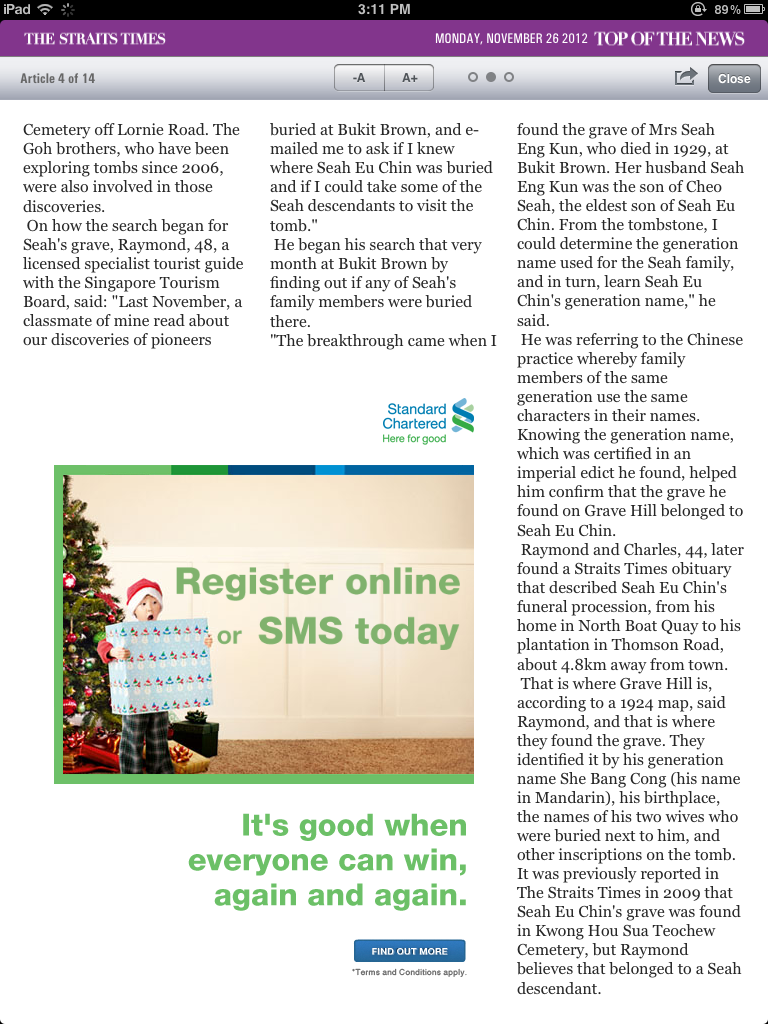 iPad 3:11 PM 89%
THE STRAITS TIMES MONDAY, NOVEMBER 26 2012 TOP OF THE NEWS
Article 4 of 14 -A A+ Close
Cemetery off Lornie Road. The
Goh brothers, who have been
exploring tombs since 2006,
were also involved in those
discoveries.
On how the search began for
Seah's grave, Raymond, 48, a
licensed specialist tourist guide
with the Singapore Tourism
Board, said: "Last November, a
classmate of mine read about
our discoveries of pioneers
buried at Bukit Brown, and e-
mailed me to ask if I knew
where Seah Eu Chin was buried
and if I could take some of the
Seah descendants to visit the
tomb."
He began his search that very
month at Bukit Brown by
finding out if any of Seah's
family members were buried
there.
"The breakthrough came when I
found the grave of Mrs Seah
Eng Kun, who died in 1929, at
Bukit Brown. Her husband Seah
Eng Kun was the son of Cheo
Seah, the eldest son of Seah Eu
Chin. From the tombstone, I
could determine the generation
name used for the Seah family,
and in turn, learn Seah Eu
Chin's generation name," he
said.
He was referring to the Chinese
practice whereby family
members of the same
generation use the same
characters in their names.
Knowing the generation name,
which was certified in an
imperial edict he found, helped
him confirm that the grave he
found on Grave Hill belonged to
Seah Eu Chin.
Raymond and Charles, 44, later
found a Straits Times obituary
that described Seah Eu Chin's
funeral procession, from his
home in North Boat Quay to his
plantation in Thomson Road,
about 4.8km away from town.
That is where Grave Hill is,
according to a 1924 map, said
Raymond, and that is where
they found the grave. They
identified it by his generation
name She Bang Cong (his name
in Mandarin), his birthplace,
the names of his two wives who
were buried next to him, and
other inscriptions on the tomb.
It was previously reported in
The Straits Times in 2009 that
Seah Eu Chin's grave was found
in Kwong Hou Sua Teochew
Cemetery, but Raymond
believes that belonged to a Seah
descendant.
Standard
Chartered
Here for good
Register online
or SMS today
It's good when
everyone can win,
again and again.
FIND OUT MORE
*Terms and Conditions apply.